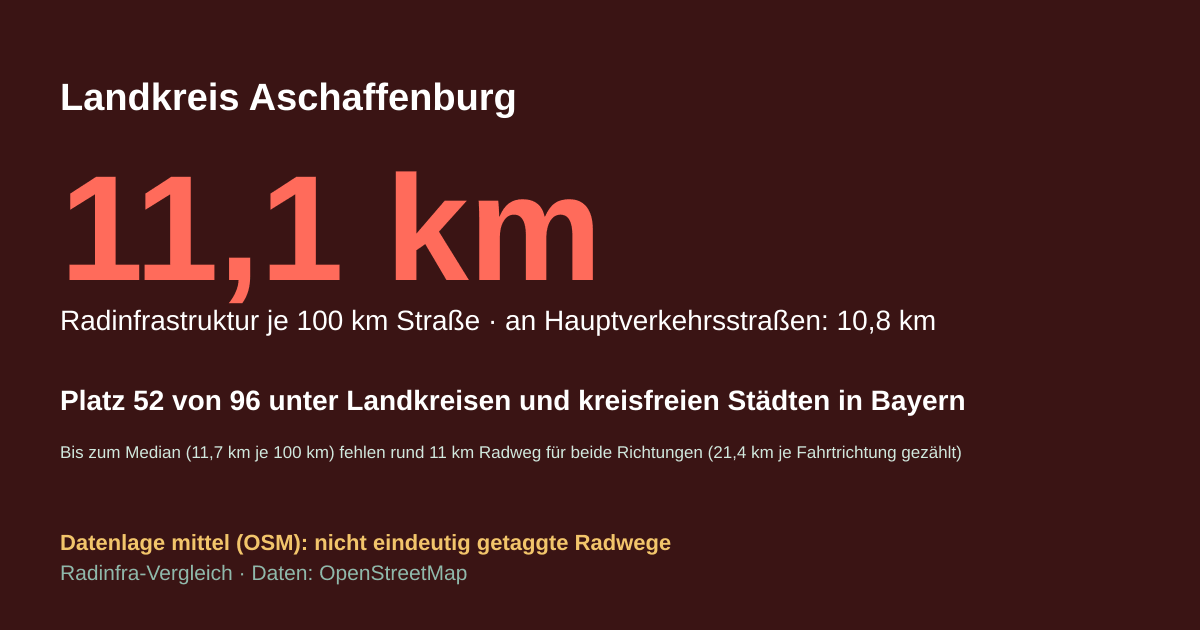 Landkreis Aschaffenburg
11,1 km
Radinfrastruktur je 100 km Straße · an Hauptverkehrsstraßen: 10,8 km
Platz 52 von 96 unter Landkreisen und kreisfreien Städten in Bayern
Bis zum Median (11,7 km je 100 km) fehlen rund 11 km Radweg für beide Richtungen (21,4 km je Fahrtrichtung gezählt)
Datenlage mittel (OSM): nicht eindeutig getaggte Radwege
Radinfra-Vergleich · Daten: OpenStreetMap